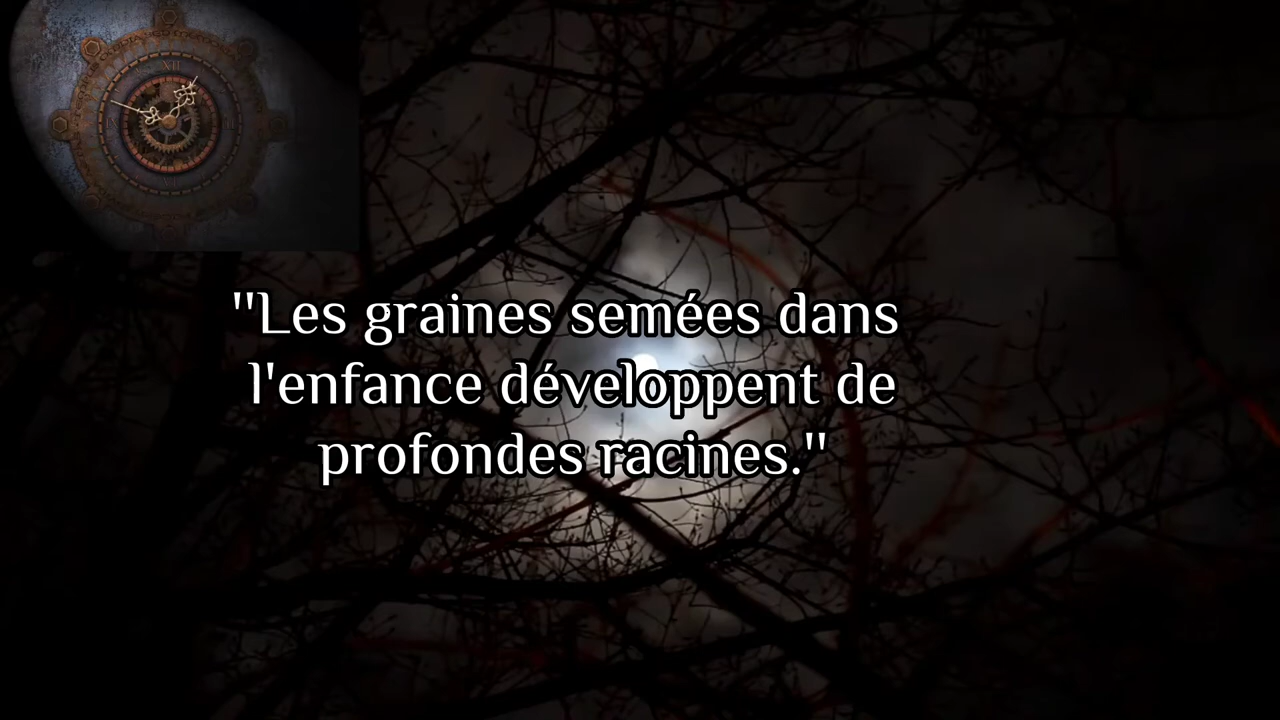 "Les graines semées dans
l'enfance développent de
profondes racines."